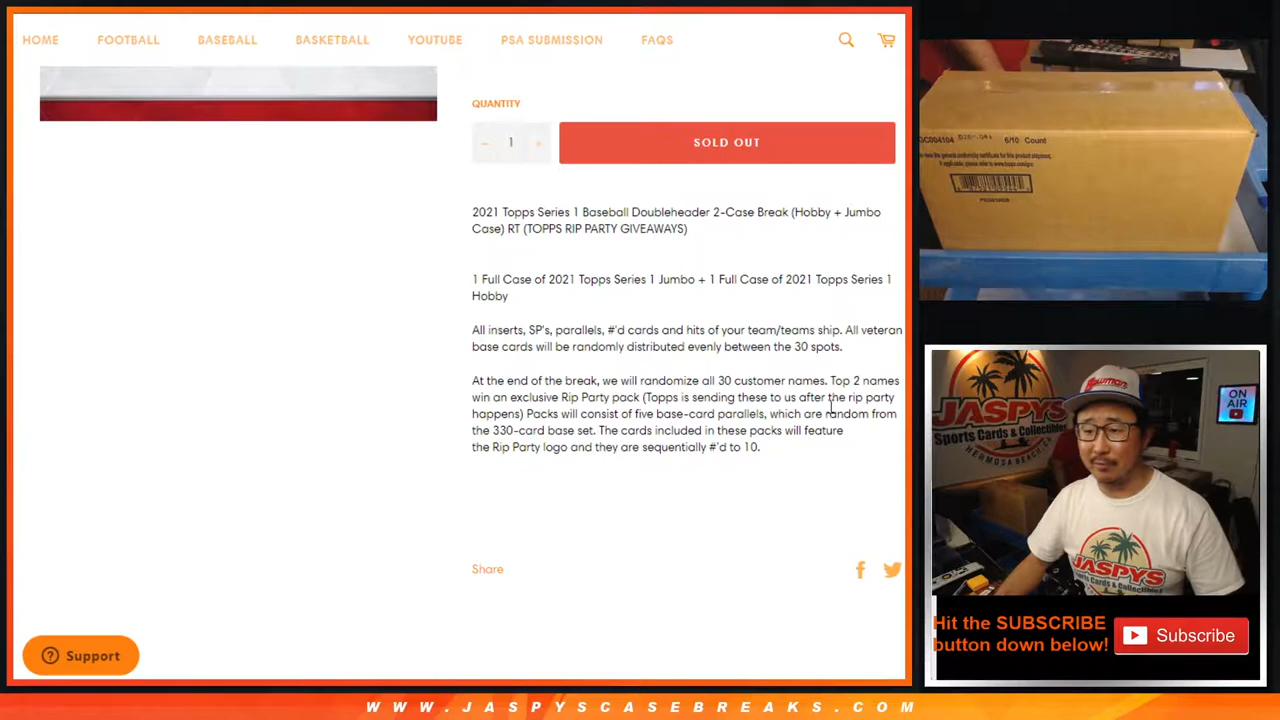 HOME FOOTBALL BASEBALL BASKETBALL YOUTUBE PSA SUBMISSION FAQS
QUANTITY
− 1 +
SOLD OUT
2021 Topps Series 1 Baseball Doubleheader 2-Case Break (Hobby + Jumbo
Case) RT (TOPPS RIP PARTY GIVEAWAYS)
1 Full Case of 2021 Topps Series 1 Jumbo + 1 Full Case of 2021 Topps Series 1
Hobby
All inserts, SP's, parallels, #'d cards and hits of your team/teams ship. All veteran
base cards will be randomly distributed evenly between the 30 spots.
At the end of the break, we will randomize all 30 customer names. Top 2 names
win an exclusive Rip Party pack (Topps is sending these to us after the rip party
happens) Packs will consist of five base-card parallels, which are random from
the 330-card base set. The cards included in these packs will feature
the Rip Party logo and they are sequentially #'d to 10.
Share
Support
6/10 Count
JASPYS
Sports Cards & Collectibles
HERMOSA BEACH, CA
Bowman
ON
AIR
JASPYS
Sports Cards & Collectibles
Hit the SUBSCRIBE
button down below!
Subscribe
WWW.JASPYSCASEBREAKS.COM